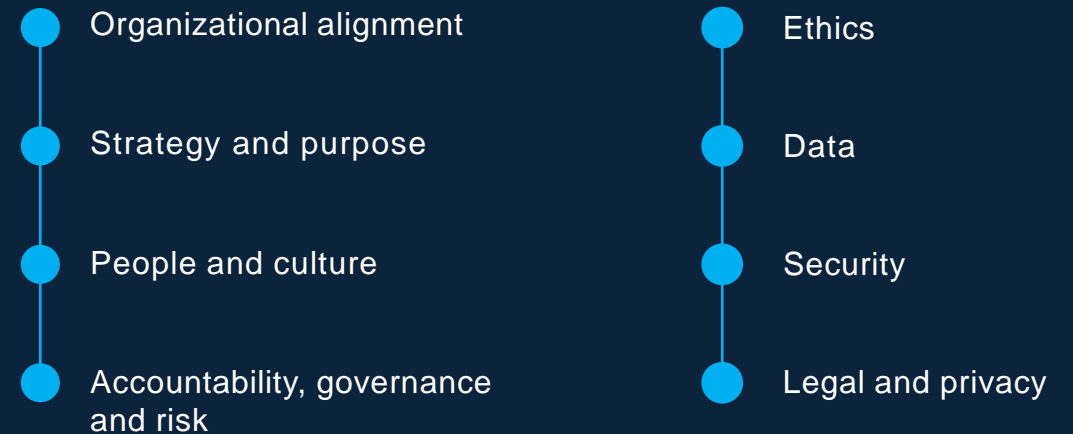 Organizational alignment
Strategy and purpose
People and culture
Accountability, governance
and risk
Ethics
Data
Security
Legal and privacy